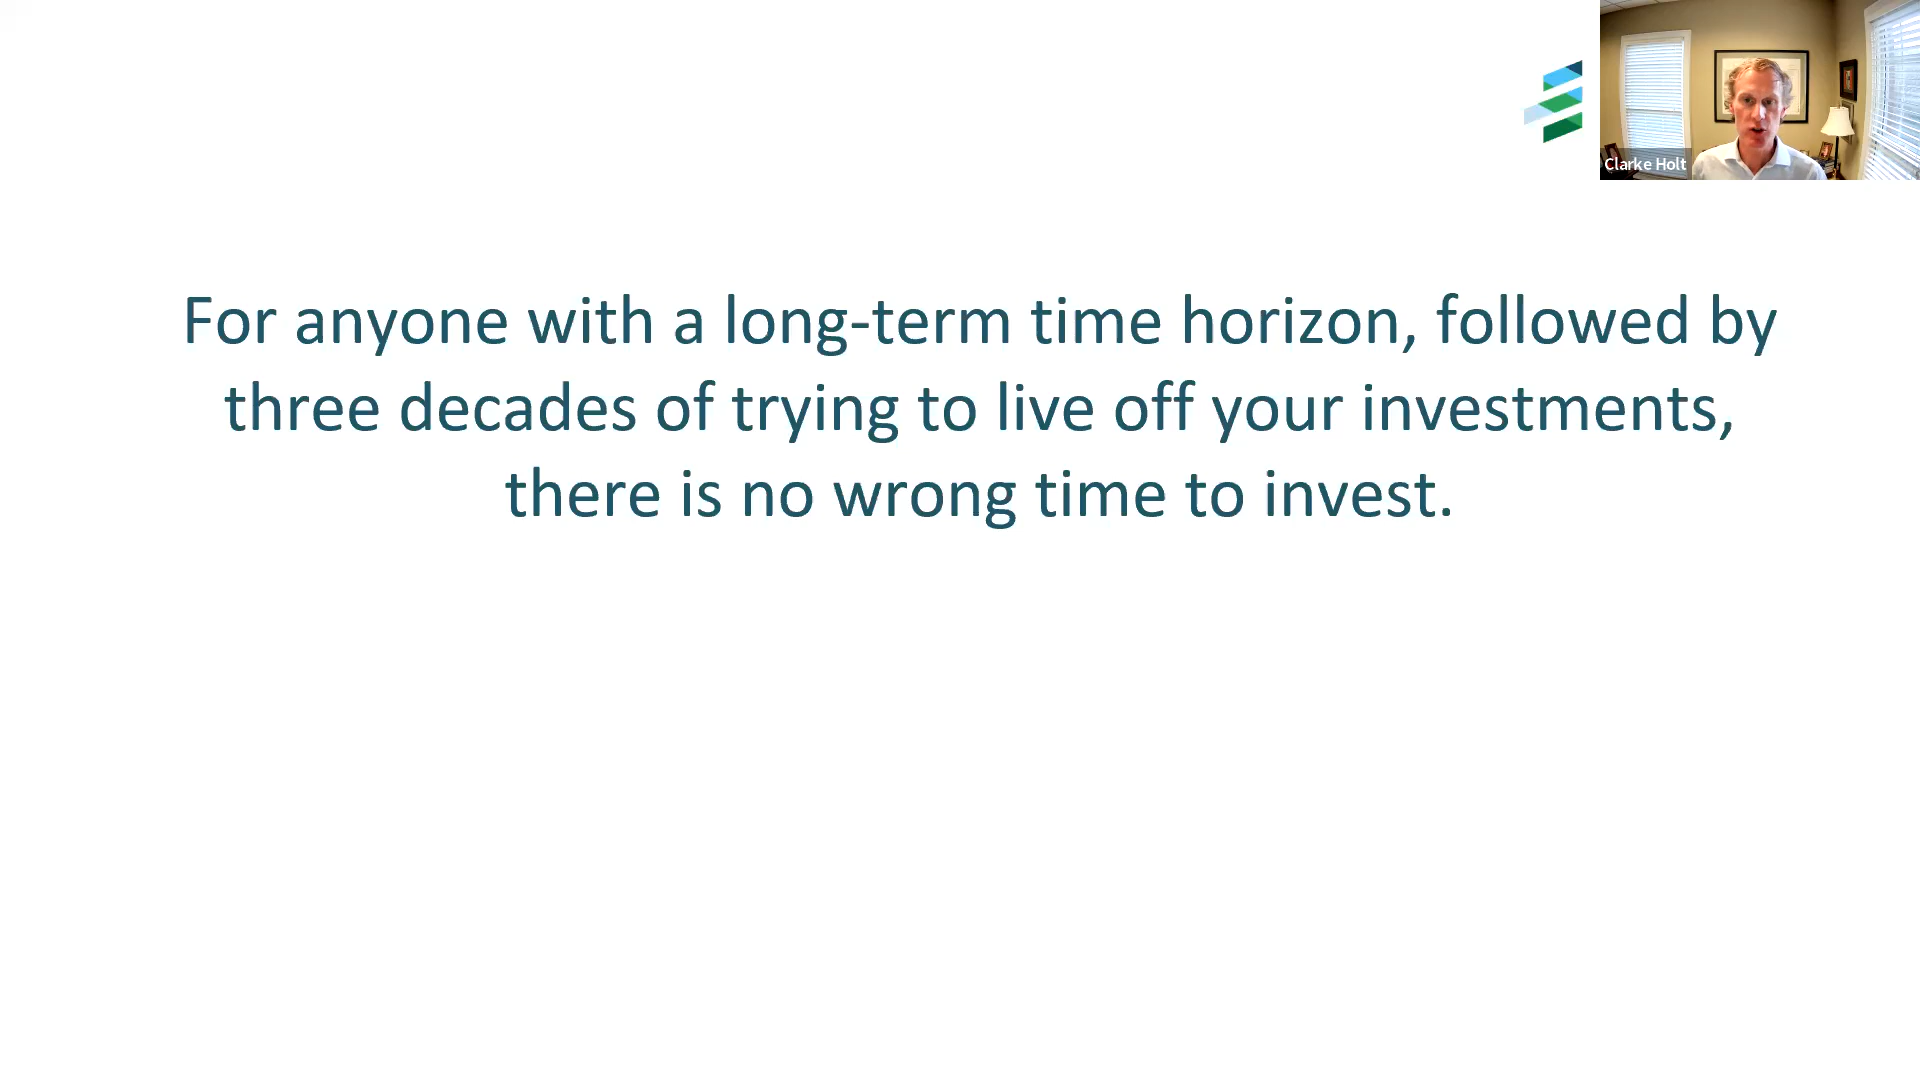 Clarke Holt
For anyone with a long-term time horizon, followed by
three decades of trying to live off your investments,
there is no wrong time to invest.